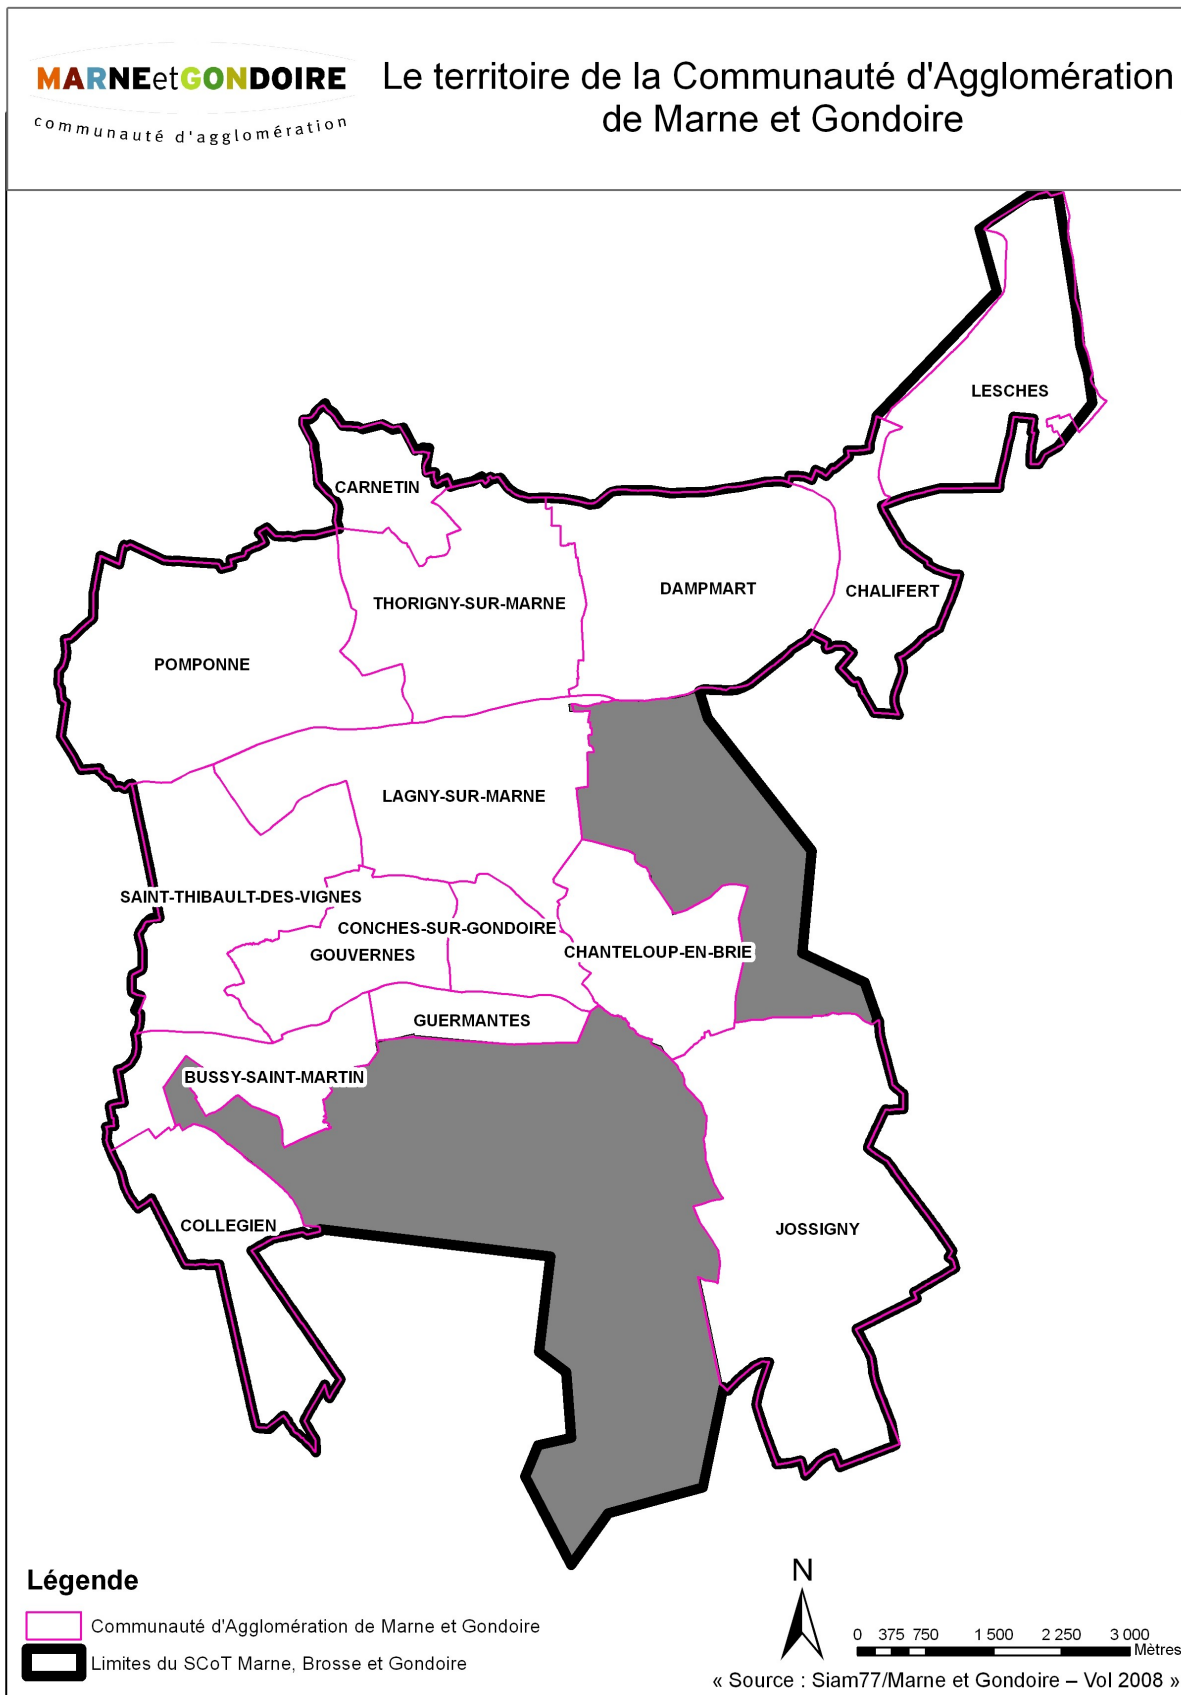 MARNEetGONDOIRE
communauté d'agglomération
Le territoire de la Communauté d'Agglomération
de Marne et Gondoire
LESCHES
CARNETIN
DAMPMART
CHALIFERT
THORIGNY-SUR-MARNE
POMPONNE
LAGNY-SUR-MARNE
SAINT-THIBAULT-DES-VIGNES
CONCHES-SUR-GONDOIRE
GOUVERNES
CHANTELOUP-EN-BRIE
GUERMANTES
BUSSY-SAINT-MARTIN
COLLEGIEN
JOSSIGNY
Légende
Communauté d'Agglomération de Marne et Gondoire
Limites du SCoT Marne, Brosse et Gondoire
N
0 375 750 1 500 2 250 3 000
Mètres
« Source : Siam77/Marne et Gondoire – Vol 2008 »